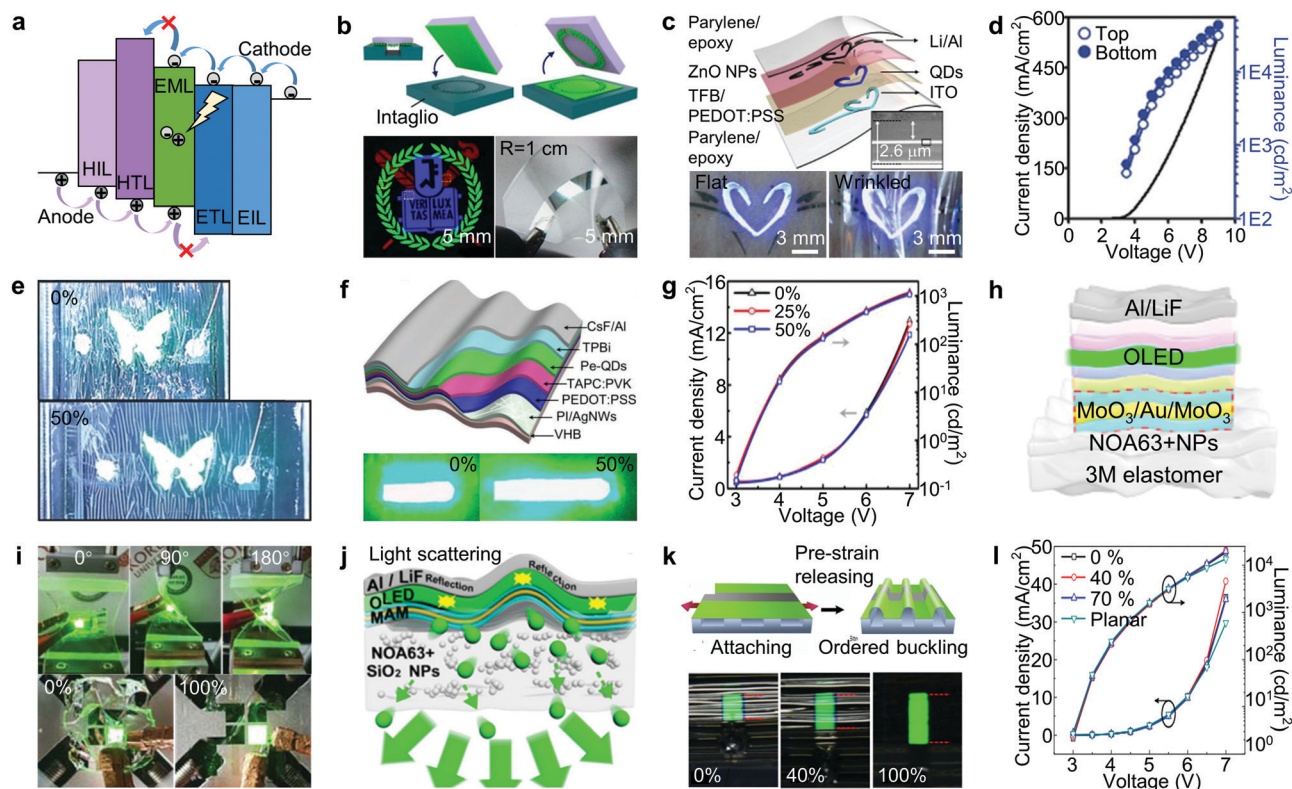 a
Cathode
EML
HIL
HTL
Anode
ETL
EIL
b
Intaglio
VERI
LUX
TAS
MEA
5 mm
R=1 cm
5 mm
c
Parylene/
epoxy
ZnO NPs
TFB/
PEDOT:PSS
Parylene/
epoxy
Li/Al
QDs
ITO
2.6 μm
Flat
3 mm
Wrinkled
3 mm
d
Current density (mA/cm²)
600
450
300
150
0
Top
Bottom
1E4
1E3
1E2
Luminance (cd/m²)
0 2 4 6 8 10
Voltage (V)
e
0%
50%
f
CsF/Al
TPBi
Pe-QDs
TAPC:PVK
PEDOT:PSS
PI/AgNWs
VHB
0%
50%
g
Current density (mA/cm²)
16
12
8
4
0
0%
25%
50%
10³
10²
10¹
10⁰
10⁻¹
Luminance (cd/m²)
3 4 5 6 7
Voltage (V)
h
Al/LiF
OLED
MoO₃/Au/MoO₃
NOA63+NPs
3M elastomer
i
0°
90°
180°
0%
100%
j
Light scattering
Al / LiF
Reflection
Reflection
OLED
MAM
NOA63+
SiO₂ NPs
k
Pre-strain
releasing
Attaching
Ordered buckling
0%
40%
100%
l
Current density (mA/cm²)
50
40
30
20
10
0
0 %
40 %
70 %
Planar
10⁴
10³
10²
10¹
10⁰
Luminance (cd/m²)
3 4 5 6 7
Voltage (V)